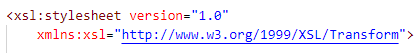 <xsl:stylesheet version="1.0"
xmlns:xsl="http://www.w3.org/1999/XSL/Transform">